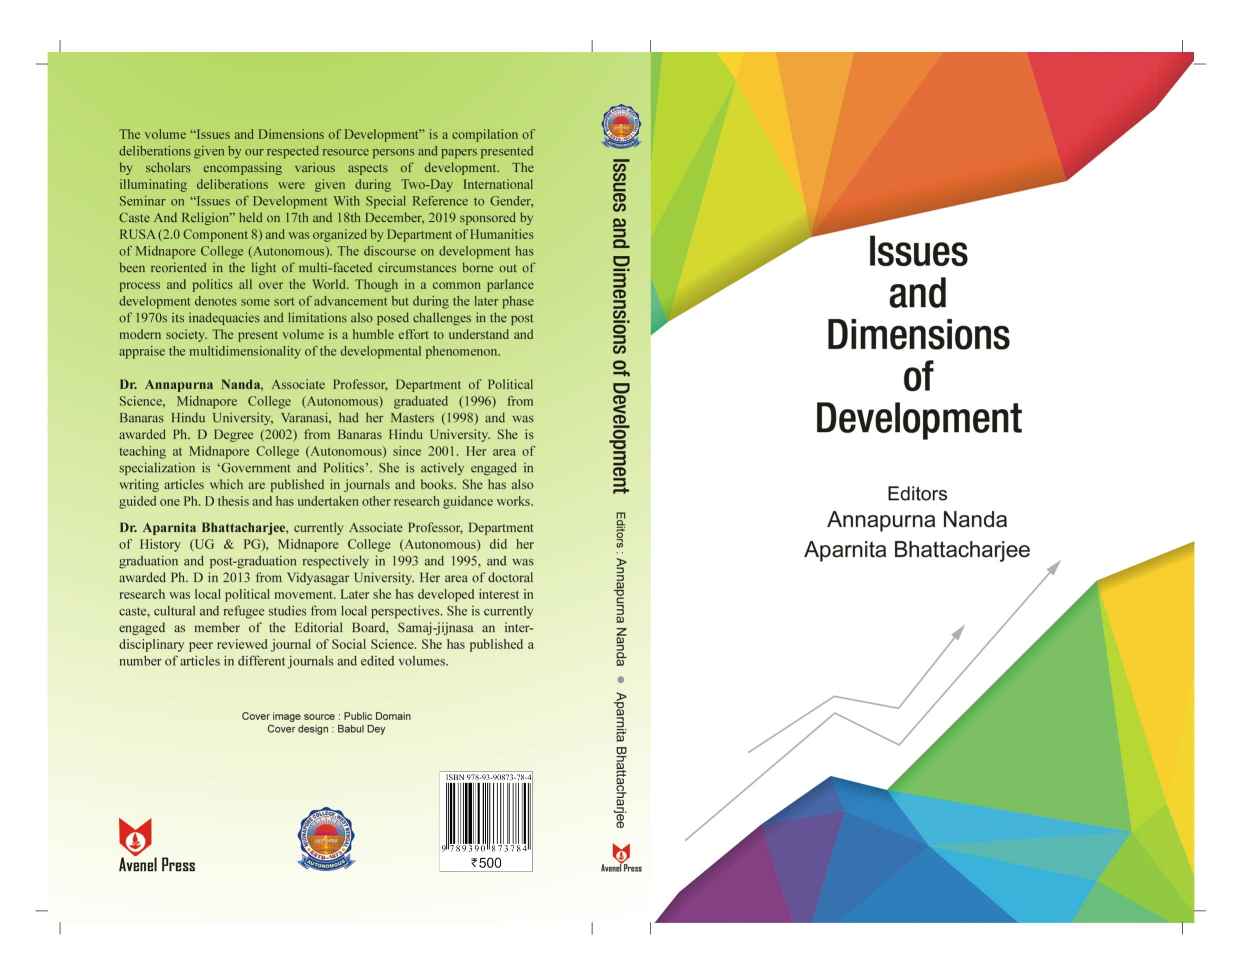 The volume “Issues and Dimensions of Development” is a compilation of
deliberations given by our respected resource persons and papers presented
by scholars encompassing various aspects of development. The
illuminating deliberations were given during Two-Day International
Seminar on “Issues of Development With Special Reference to Gender,
Caste And Religion” held on 17th and 18th December, 2019 sponsored by
RUSA (2.0 Component 8) and was organized by Department of Humanities
of Midnapore College (Autonomous). The discourse on development has
been reoriented in the light of multi-faceted circumstances borne out of
process and politics all over the World. Though in a common parlance
development denotes some sort of advancement but during the later phase
of 1970s its inadequacies and limitations also posed challenges in the post
modern society. The present volume is a humble effort to understand and
appraise the multidimensionality of the developmental phenomenon.
Dr. Annapurna Nanda, Associate Professor, Department of Political
Science, Midnapore College (Autonomous) graduated (1996) from
Banaras Hindu University, Varanasi, had her Masters (1998) and was
awarded Ph. D Degree (2002) from Banaras Hindu University. She is
teaching at Midnapore College (Autonomous) since 2001. Her area of
specialization is ‘Government and Politics’. She is actively engaged in
writing articles which are published in journals and books. She has also
guided one Ph. D thesis and has undertaken other research guidance works.
Dr. Aparnita Bhattacharjee, currently Associate Professor, Department
of History (UG & PG), Midnapore College (Autonomous) did her
graduation and post-graduation respectively in 1993 and 1995, and was
awarded Ph. D in 2013 from Vidyasagar University. Her area of doctoral
research was local political movement. Later she has developed interest in
caste, cultural and refugee studies from local perspectives. She is currently
engaged as member of the Editorial Board, Samaj-jijnasa an inter-
disciplinary peer reviewed journal of Social Science. She has published a
number of articles in different journals and edited volumes.
Cover image source : Public Domain
Cover design : Babul Dey
Avenel Press
AUTONOMOUS
ISBN 978-93-90873-78-4
9 789390 873784
₹500
Issues and Dimensions of Development
Editors : Annapurna Nanda ● Aparnita Bhattacharjee
Avenel Press
Issues
and
Dimensions
of
Development
Editors
Annapurna Nanda
Aparnita Bhattacharjee